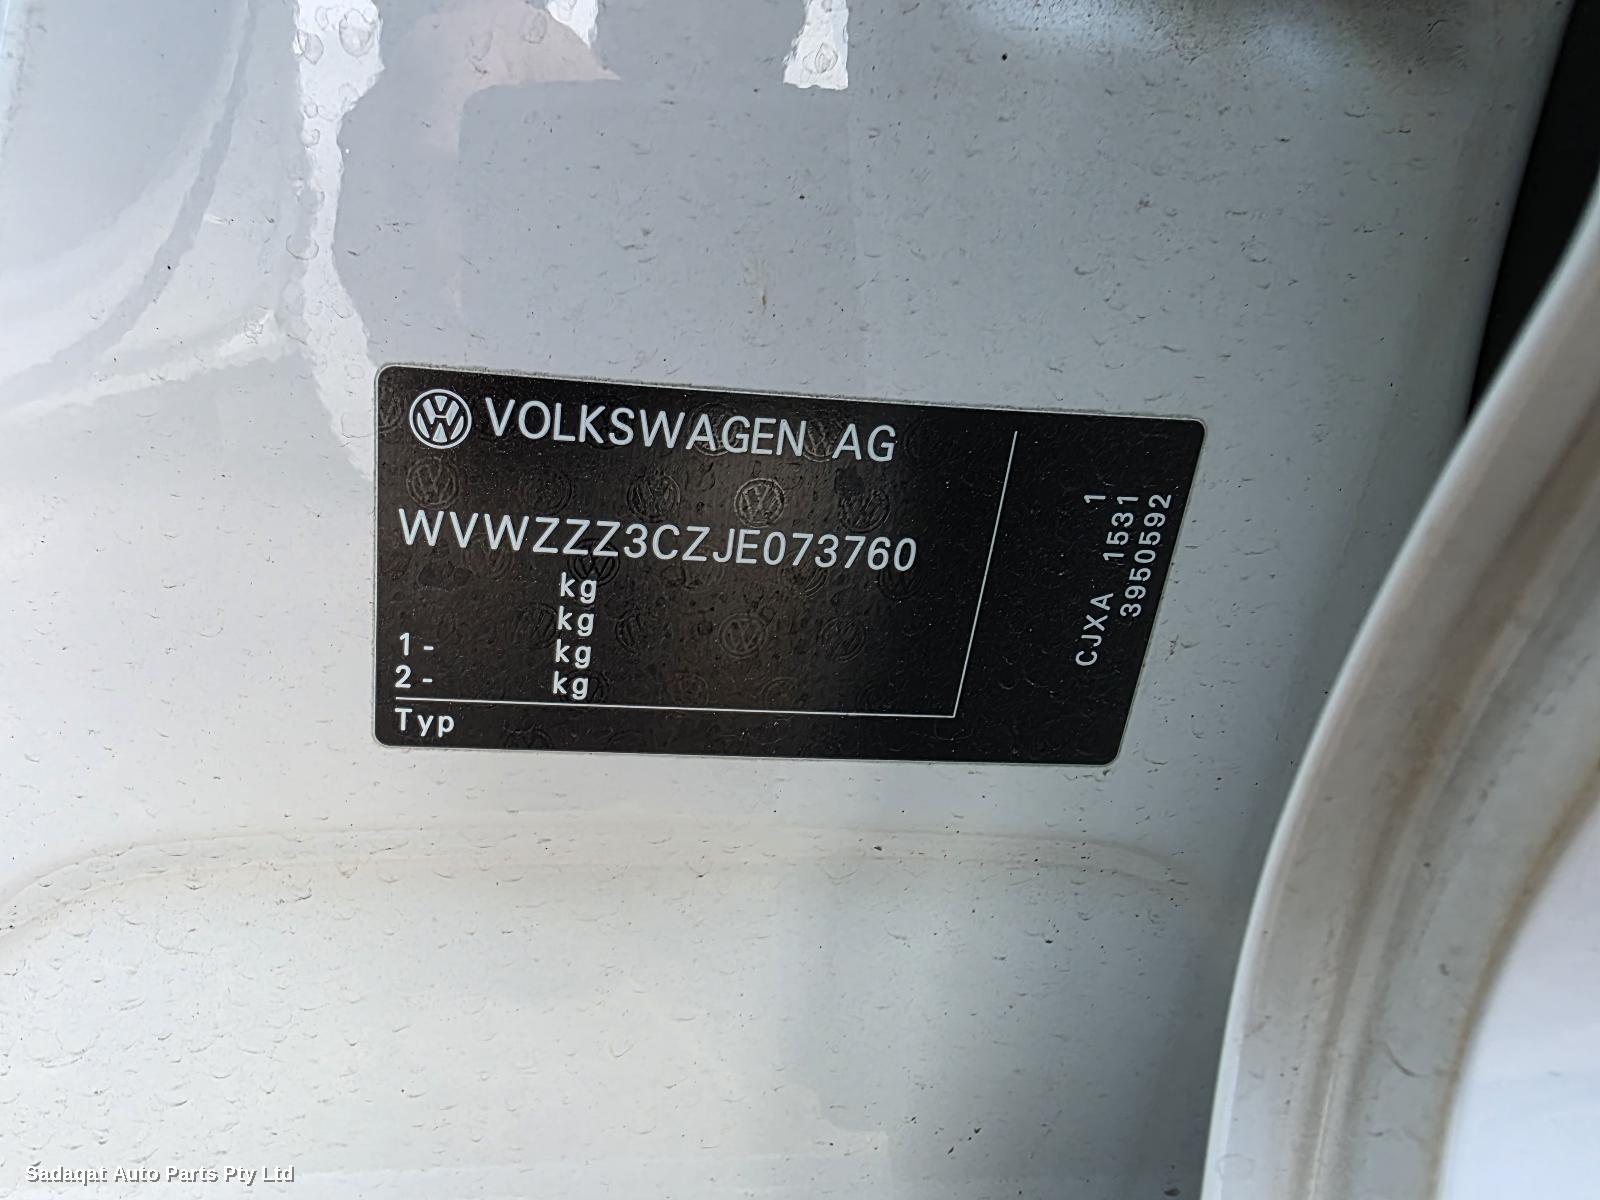 VOLKSWAGEN AG
WVWZZZ3CZJE073760
kg
kg
1- kg
2- kg
Typ
1
CJXA 1531
3950592
Sadaqat Auto Parts Pty Ltd